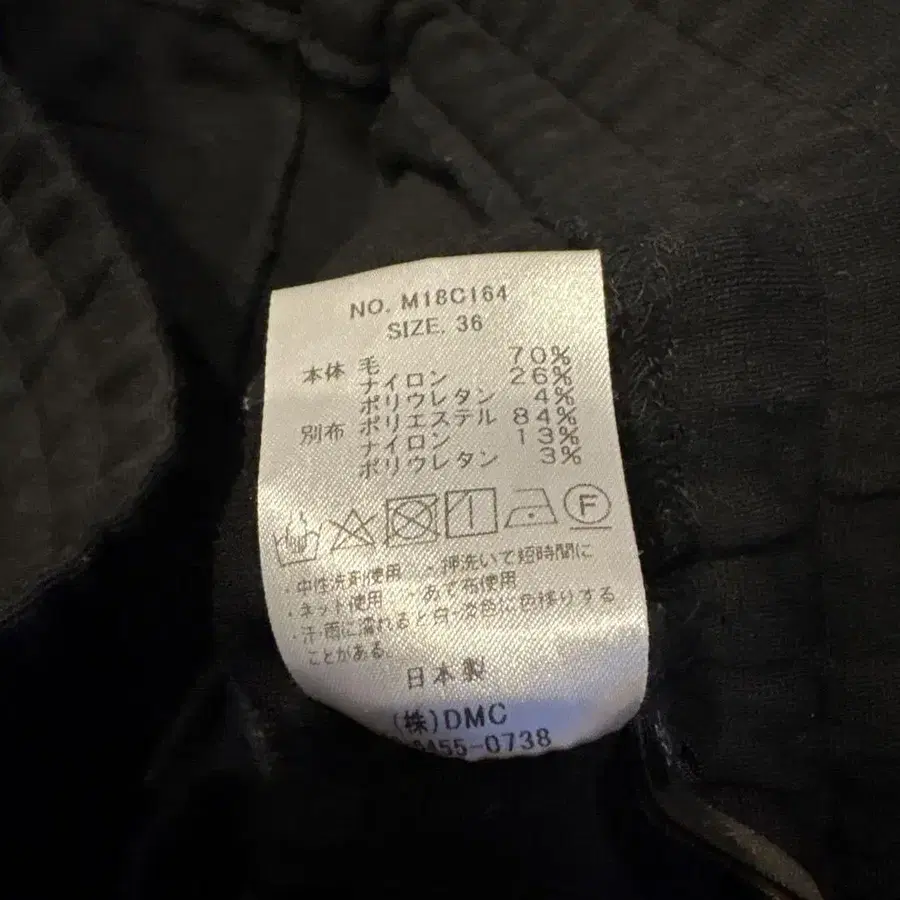 NO. M18C164
SIZE. 36
本体 毛 70%
ナイロン 26%
ポリウレタン 4%
別布 ポリエステル 84%
ナイロン 13%
ポリウレタン 3%
F
・中性洗剤使用 ・押洗いで短時間に
・ネット使用 ・あて布使用
・汗・雨に濡れると白・淡色に色移りする
ことがある
日本製
(株)DMC
455-0738